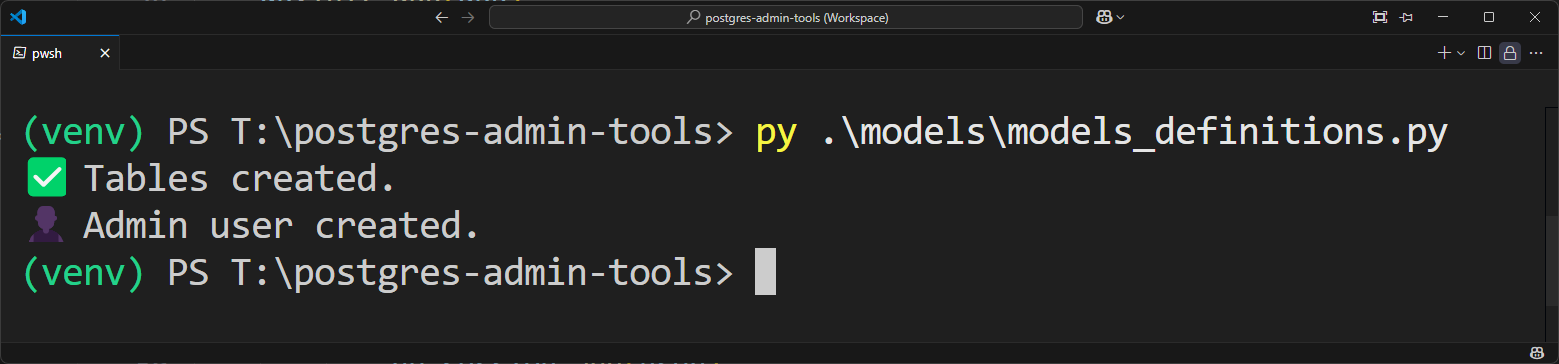 postgres-admin-tools (Workspace)
pwsh
(venv) PS T:\postgres-admin-tools> py .\models\models_definitions.py
✅ Tables created.
👤 Admin user created.
(venv) PS T:\postgres-admin-tools>